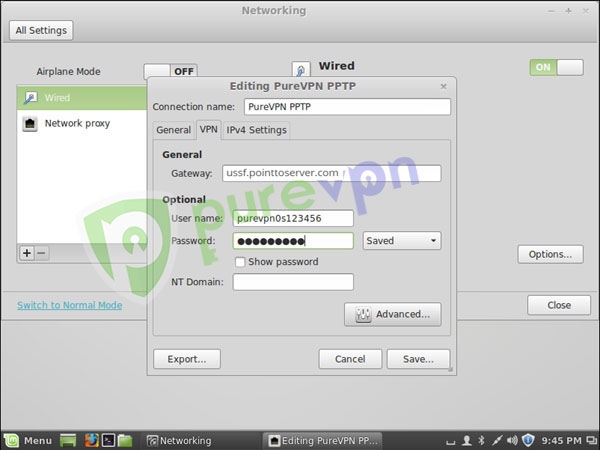 Networking
All Settings
Airplane Mode
OFF
Wired
ON
Wired
Network proxy
Editing PureVPN PPTP
Connection name: PureVPN PPTP
General VPN IPv4 Settings
General
Gateway: ussf.pointtoserver.com
Optional
User name: purevpn0s123456
Password: ●●●●●●●●● Saved
Show password
NT Domain:
Advanced...
Export... Cancel Save...
Options...
Switch to Normal Mode
Close
purevpn
Menu Networking Editing PureVPN PP... 9:45 PM